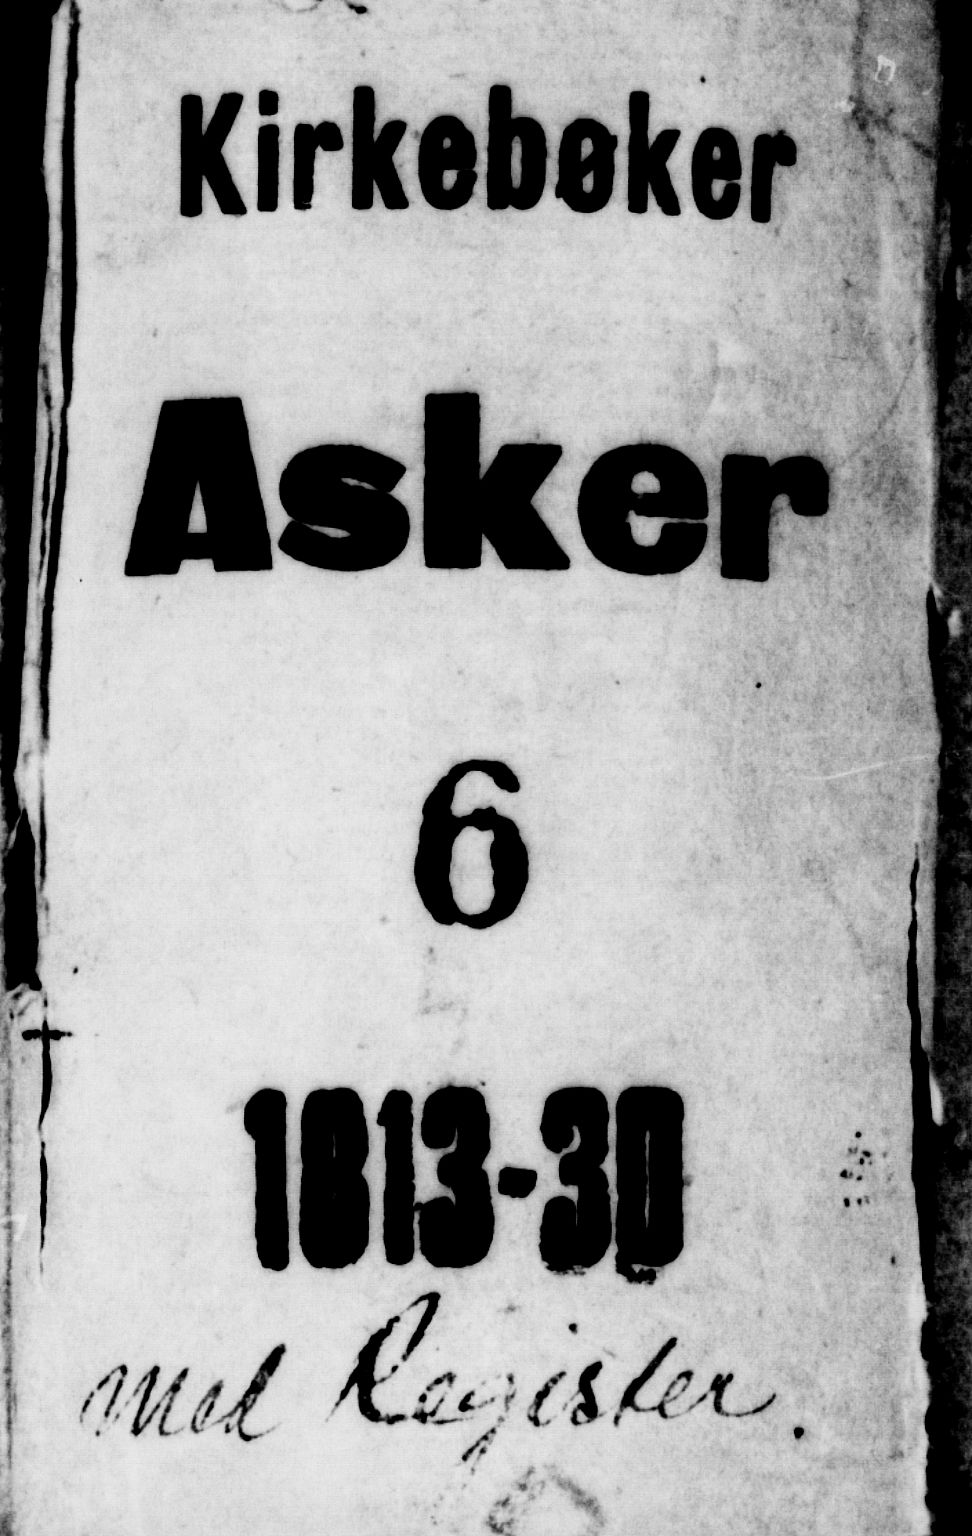 Kirkebøker
Asker
6
1813-30
med Register.